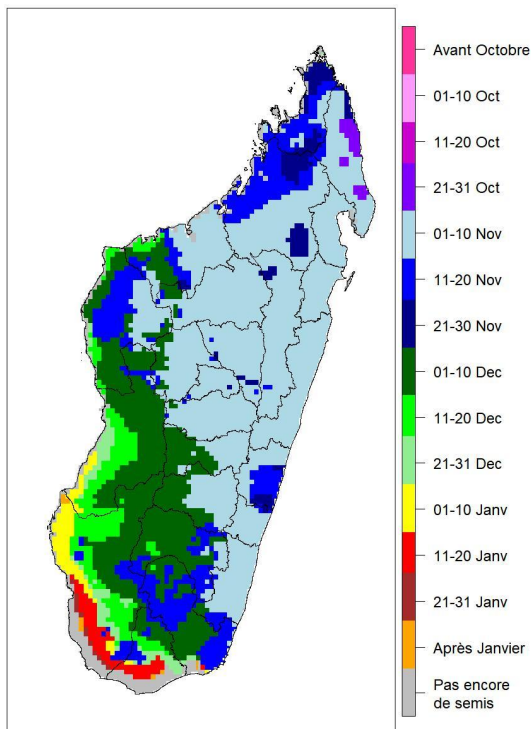 Avant Octobre
01-10 Oct
11-20 Oct
21-31 Oct
01-10 Nov
11-20 Nov
21-30 Nov
01-10 Dec
11-20 Dec
21-31 Dec
01-10 Janv
11-20 Janv
21-31 Janv
Après Janvier
Pas encore
de semis